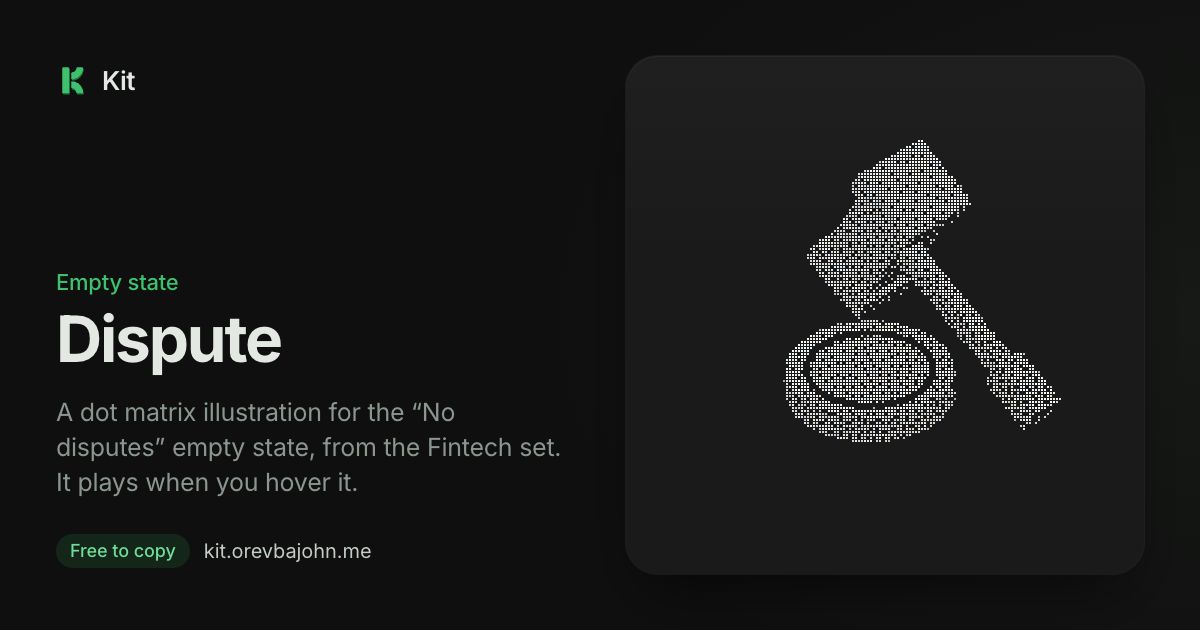 Kit
Empty state
Dispute
A dot matrix illustration for the “No
disputes” empty state, from the Fintech set.
It plays when you hover it.
Free to copy
kit.orevbajohn.me